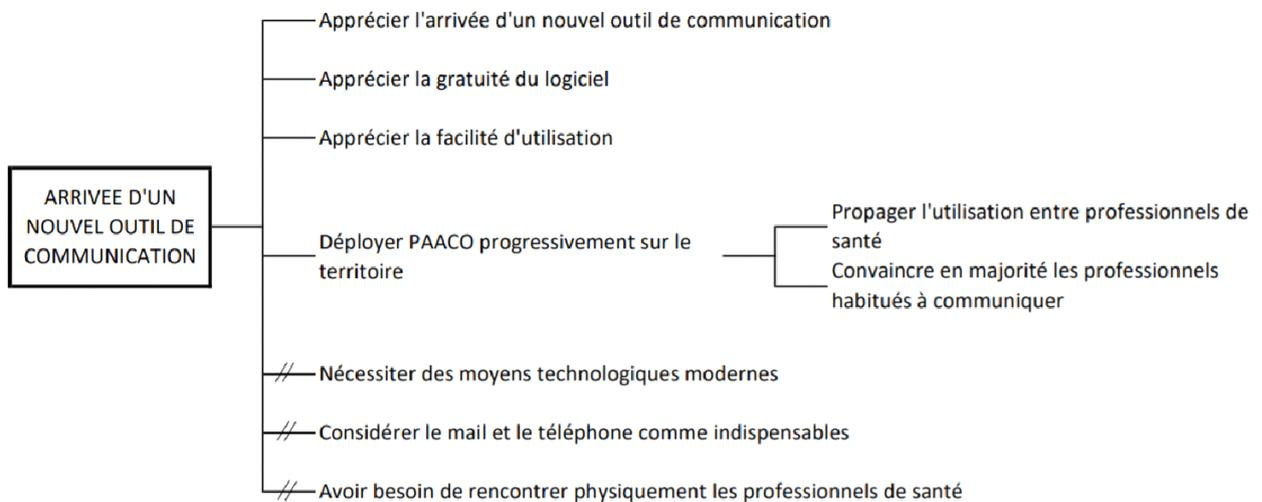 Apprécier l'arrivée d'un nouvel outil de communication
Apprécier la gratuité du logiciel
Apprécier la facilité d'utilisation
ARRIVEE D'UN
NOUVEL OUTIL DE
COMMUNICATION
Déployer PAACO progressivement sur le
territoire
Propager l'utilisation entre professionnels de
santé
Convaincre en majorité les professionnels
habitués à communiquer
Nécessiter des moyens technologiques modernes
Considérer le mail et le téléphone comme indispensables
Avoir besoin de rencontrer physiquement les professionnels de santé